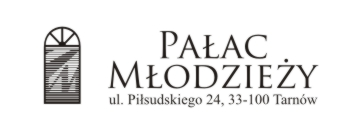 PAŁAC
MŁODZIEŻY
ul. Piłsudskiego 24, 33-100 Tarnów